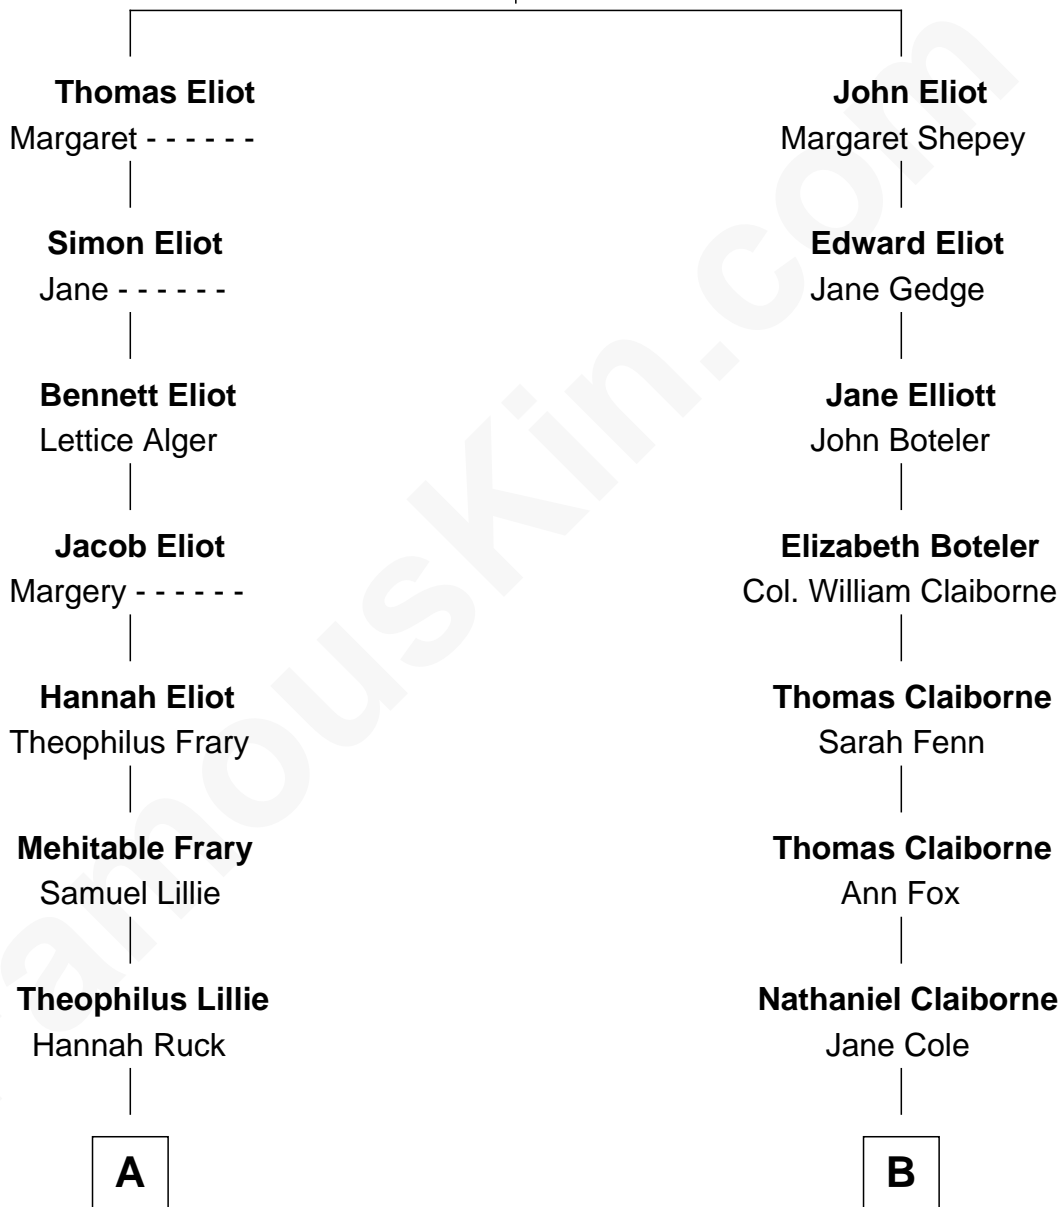 Thomas Eliot
Margaret - - - - - -
Simon Eliot
Jane - - - - - -
Bennett Eliot
Lettice Alger
Jacob Eliot
Margery - - - - - -
Hannah Eliot
Theophilus Frary
Mehitable Frary
Samuel Lillie
Theophilus Lillie
Hannah Ruck
A
John Eliot
Margaret Shepey
Edward Eliot
Jane Gedge
Jane Elliott
John Boteler
Elizabeth Boteler
Col. William Claiborne
Thomas Claiborne
Sarah Fenn
Thomas Claiborne
Ann Fox
Nathaniel Claiborne
Jane Cole
B
amouskin.com